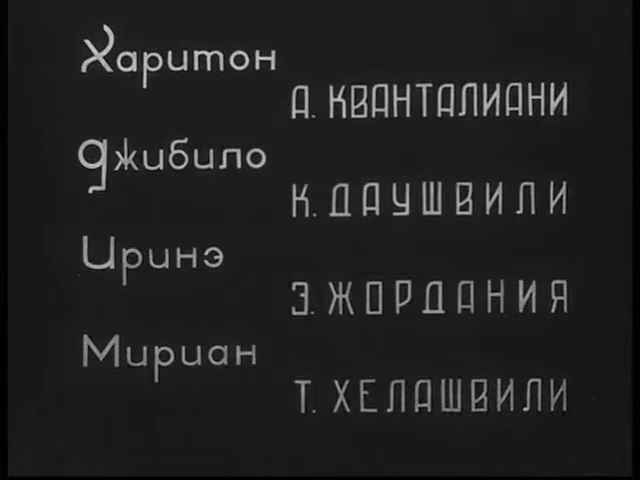 Харитон
А. КВАНТАЛИАНИ
Джибило
К. ДАУШВИЛИ
Иринэ
Э. ЖОРДАНИЯ
Мириан
Т. ХЕЛАШВИЛИ